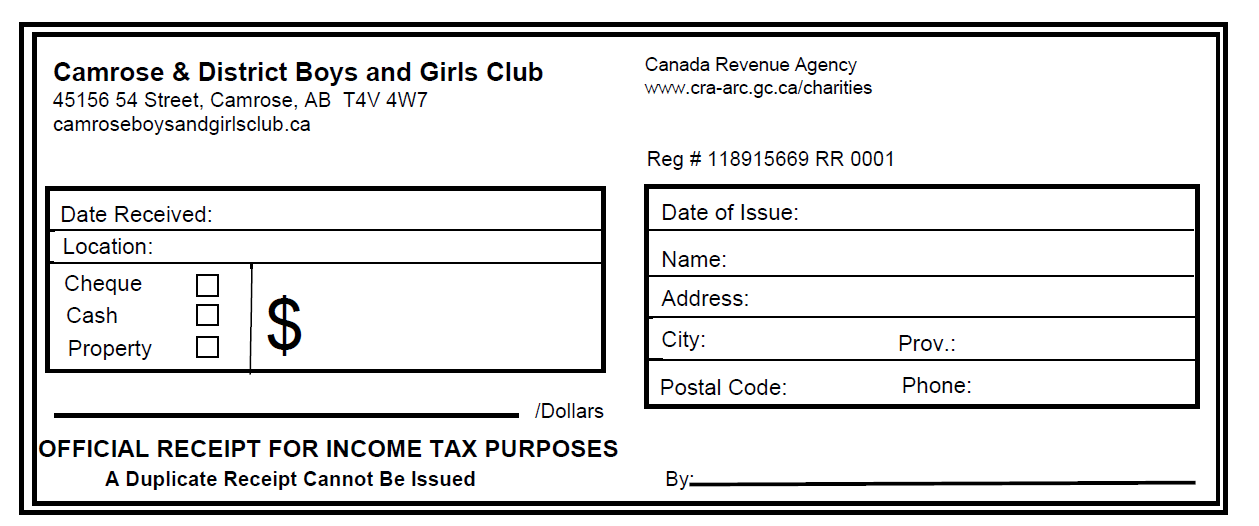 Camrose & District Boys and Girls Club
45156 54 Street, Camrose, AB  T4V 4W7
camroseboysandgirlsclub.ca
Canada Revenue Agency
www.cra-arc.gc.ca/charities
Reg # 118915669 RR 0001
Date Received:
Location:
Cheque
Cash
Property
$
/Dollars
OFFICIAL RECEIPT FOR INCOME TAX PURPOSES
A Duplicate Receipt Cannot Be Issued
Date of Issue:
Name:
Address:
City: Prov.:
Postal Code: Phone:
By: